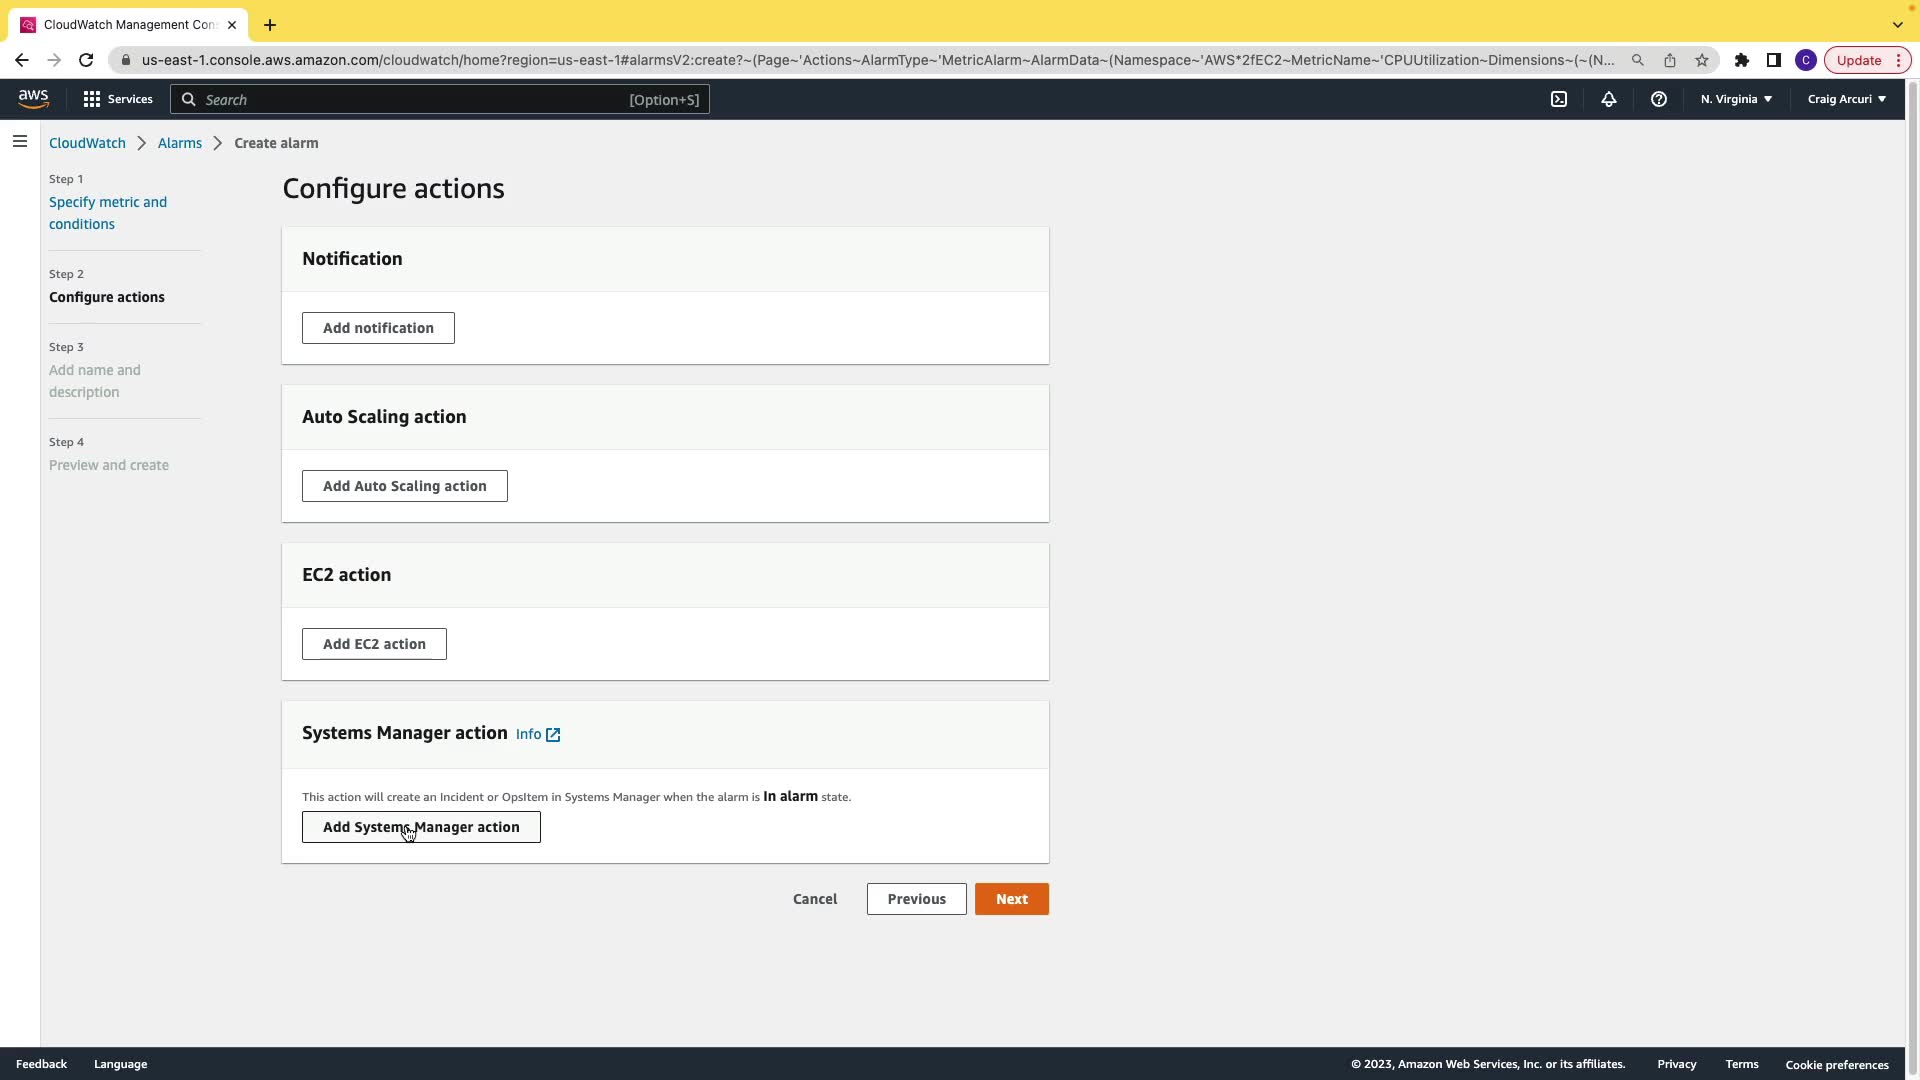 CloudWatch Management Con
us-east-1.console.aws.amazon.com/cloudwatch/home?region=us-east-1#alarmsV2:create?~(Page~'Actions~AlarmType~'MetricAlarm~AlarmData~(Namespace~'AWS*2fEC2~MetricName~'CPUUtilization~Dimensions~(~(N...
C
Update
aws
Services
Search
[Option+S]
N. Virginia
Craig Arcuri
CloudWatch
Alarms
Create alarm
Step 1
Specify metric and
conditions
Step 2
Configure actions
Step 3
Add name and
description
Step 4
Preview and create
Configure actions
Notification
Add notification
Auto Scaling action
Add Auto Scaling action
EC2 action
Add EC2 action
Systems Manager action Info
This action will create an Incident or OpsItem in Systems Manager when the alarm is In alarm state.
Add Systems Manager action
Cancel
Previous
Next
Feedback
Language
© 2023, Amazon Web Services, Inc. or its affiliates.
Privacy
Terms
Cookie preferences